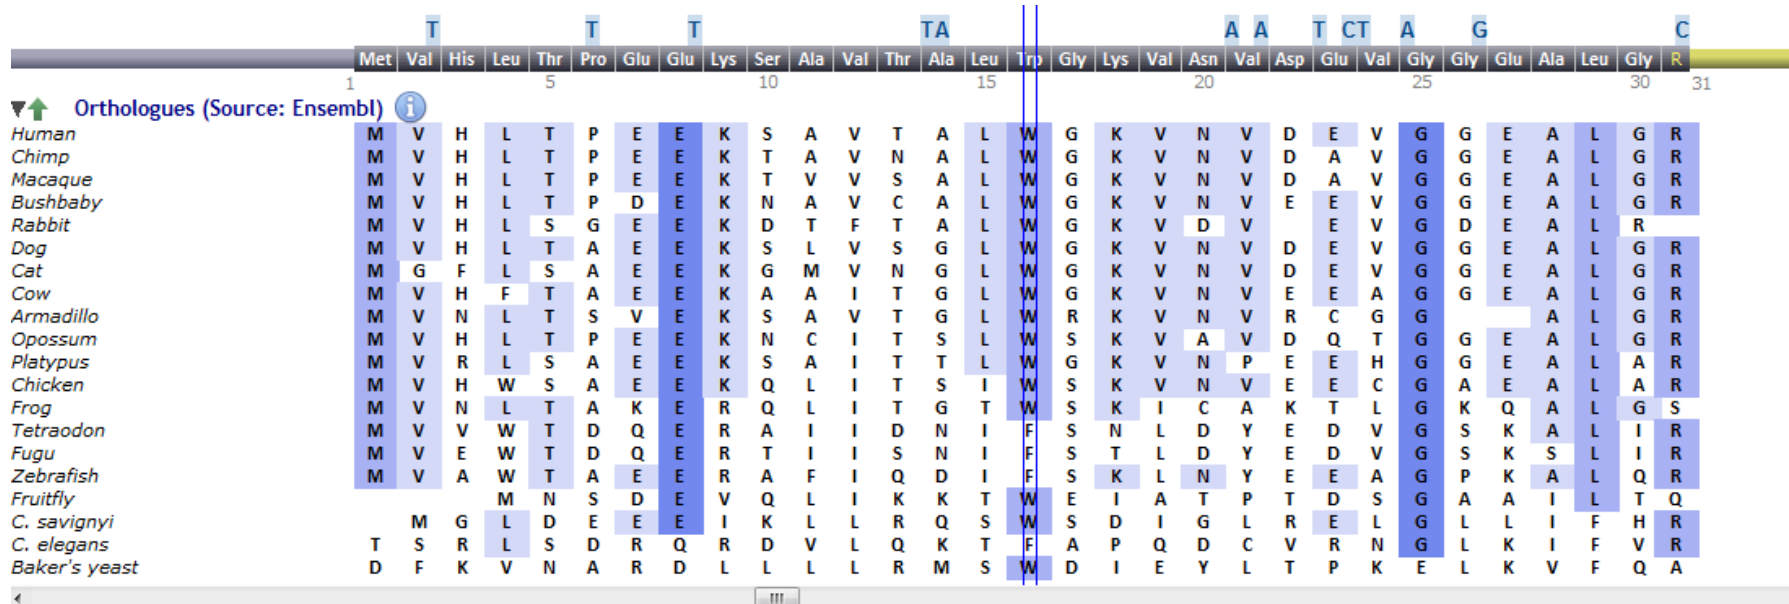 T T T TA A A T CT A G C
Met Val His Leu Thr Pro Glu Glu Lys Ser Ala Val Thr Ala Leu Trp Gly Lys Val Asn Val Asp Glu Val Gly Gly Glu Ala Leu Gly R
1 5 10 15 20 25 30 31
Orthologues (Source: Ensembl) i
Human M V H L T P E E K S A V T A L W G K V N V D E V G G E A L G R
Chimp M V H L T P E E K T A V N A L W G K V N V D A V G G E A L G R
Macaque M V H L T P E E K T V V S A L W G K V N V D A V G G E A L G R
Bushbaby M V H L T P D E K N A V C A L W G K V N V E E V G G E A L G R
Rabbit M V H L S G E E K D T F T A L W G K V D V E V G D E A L R
Dog M V H L T A E E K S L V S G L W G K V N V D E V G G E A L G R
Cat M G F L S A E E K G M V N G L W G K V N V D E V G G E A L G R
Cow M V H F T A E E K A A I T G L W G K V N V E E A G G E A L G R
Armadillo M V N L T S V E K S A V T G L W R K V N V R C G G A L G R
Opossum M V H L T P E E K N C I T S L W S K V A V D Q T G G E A L G R
Platypus M V R L S A E E K S A I T T L W G K V N P E E H G G E A L A R
Chicken M V H W S A E E K Q L I T S I W S K V N V E E C G A E A L A R
Frog M V N L T A K E R Q L I T G T W S K I C A K T L G K Q A L G S
Tetraodon M V V W T D Q E R A I I D N I F S N L D Y E D V G S K A L I R
Fugu M V E W T D Q E R T I I S N I F S T L D Y E D V G S K S L I R
Zebrafish M V A W T A E E R A F I Q D I F S K L N Y E E A G P K A L Q R
Fruitfly M N S D E V Q L I K K T W E I A T P T D S G A A I L T Q
C. savignyi M G L D E E E I K L L R Q S W S D I G L R E L G L L I F H R
C. elegans T S R L S D R Q R D V L Q K T F A P Q D C V R N G L K I F V R
Baker's yeast D F K V N A R D L L L L R M S W D I E Y L T P K E L K V F Q A